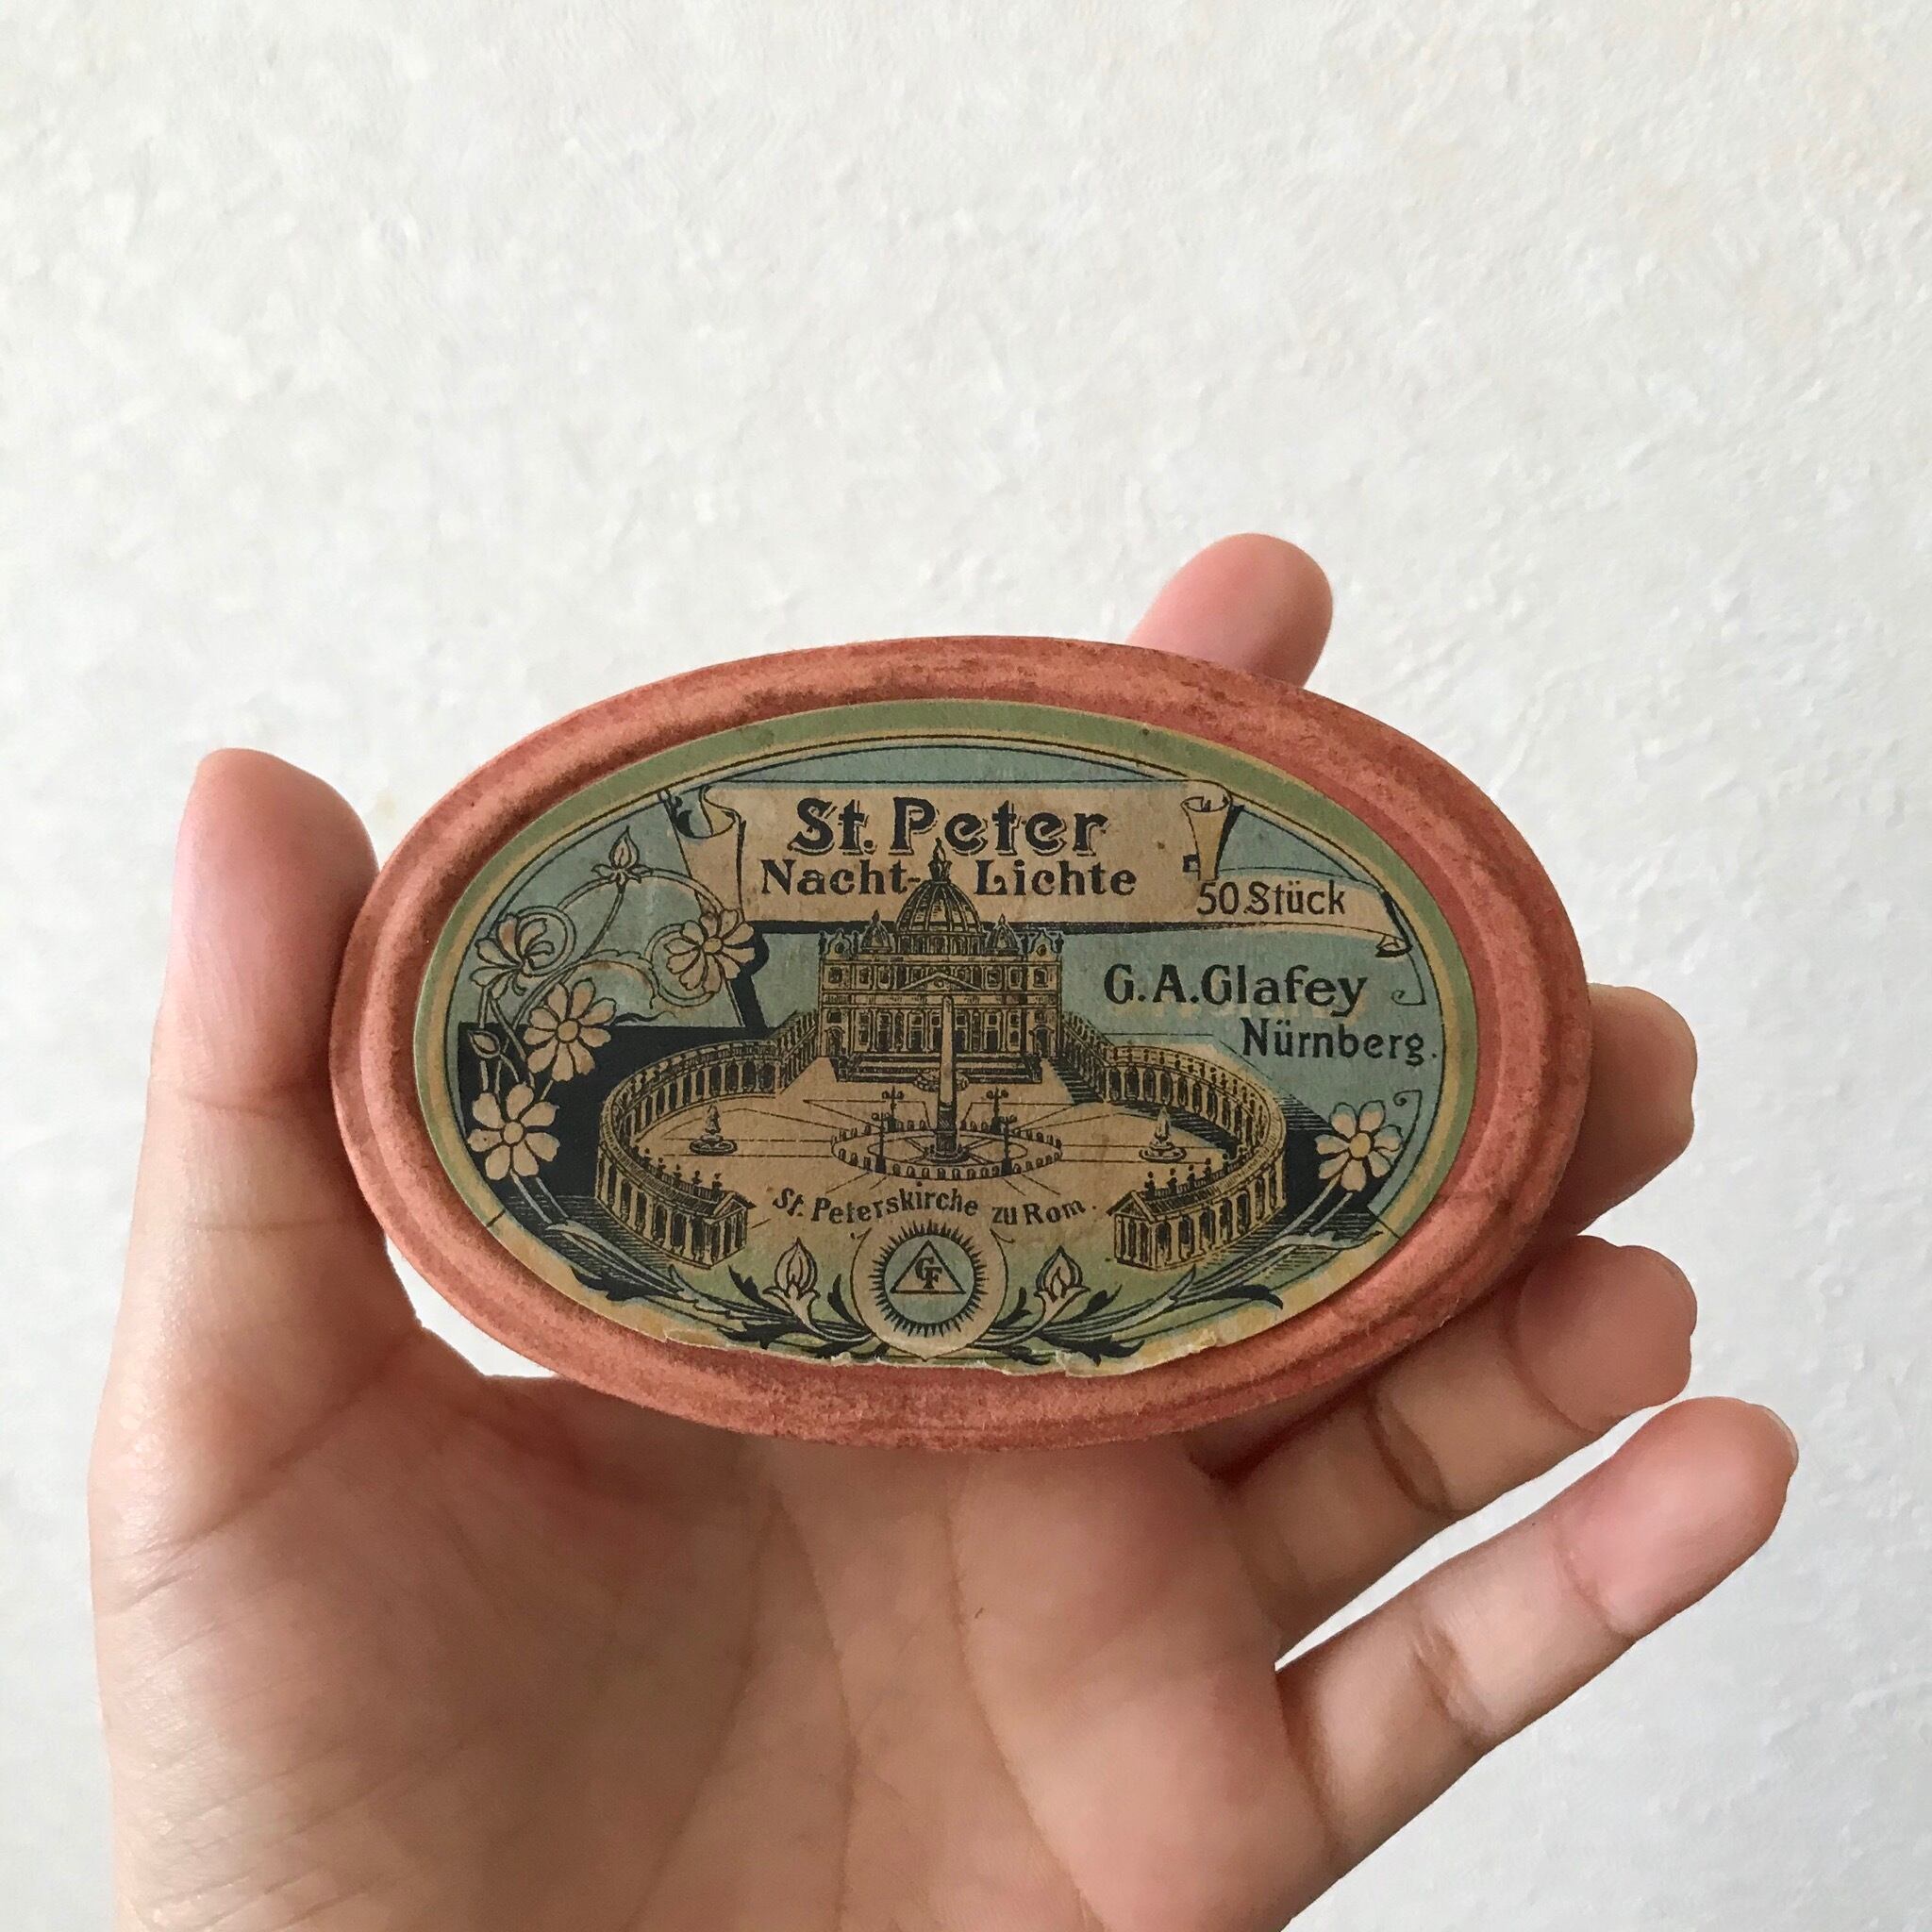 St. Peter
Nacht-Lichte
50 Stück
G. A. Glafey
Nürnberg.
St. Peterskirche zu Rom.
GF